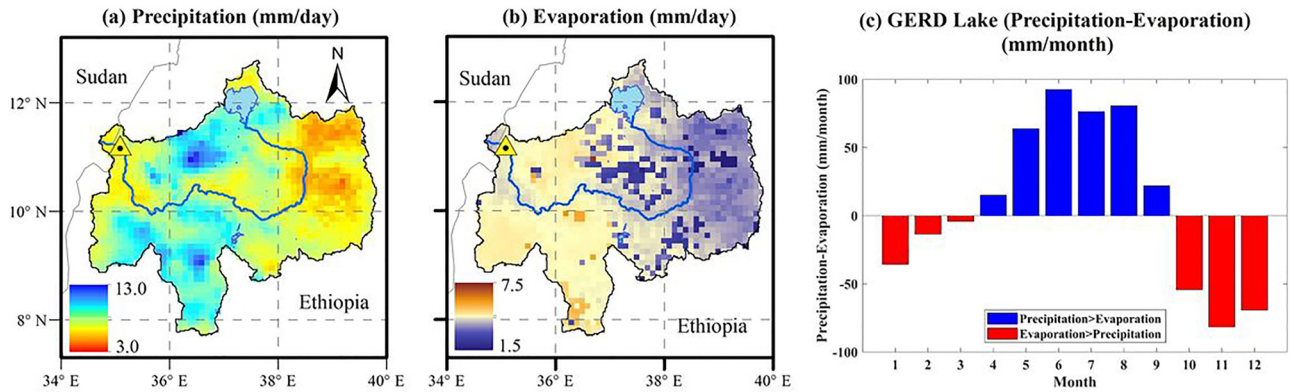 (a) Precipitation (mm/day)
N
Sudan
12° N
10° N
8° N
13.0
3.0
Ethiopia
34° E
36° E
38° E
40° E
(b) Evaporation (mm/day)
Sudan
7.5
1.5
Ethiopia
34° E
36° E
38° E
40° E
(c) GERD Lake (Precipitation-Evaporation)
(mm/month)
Precipitation-Evaporation (mm/month)
100
50
0
-50
-100
Precipitation>Evaporation
Evaporation>Precipitation
1 2 3 4 5 6 7 8 9 10 11 12
Month